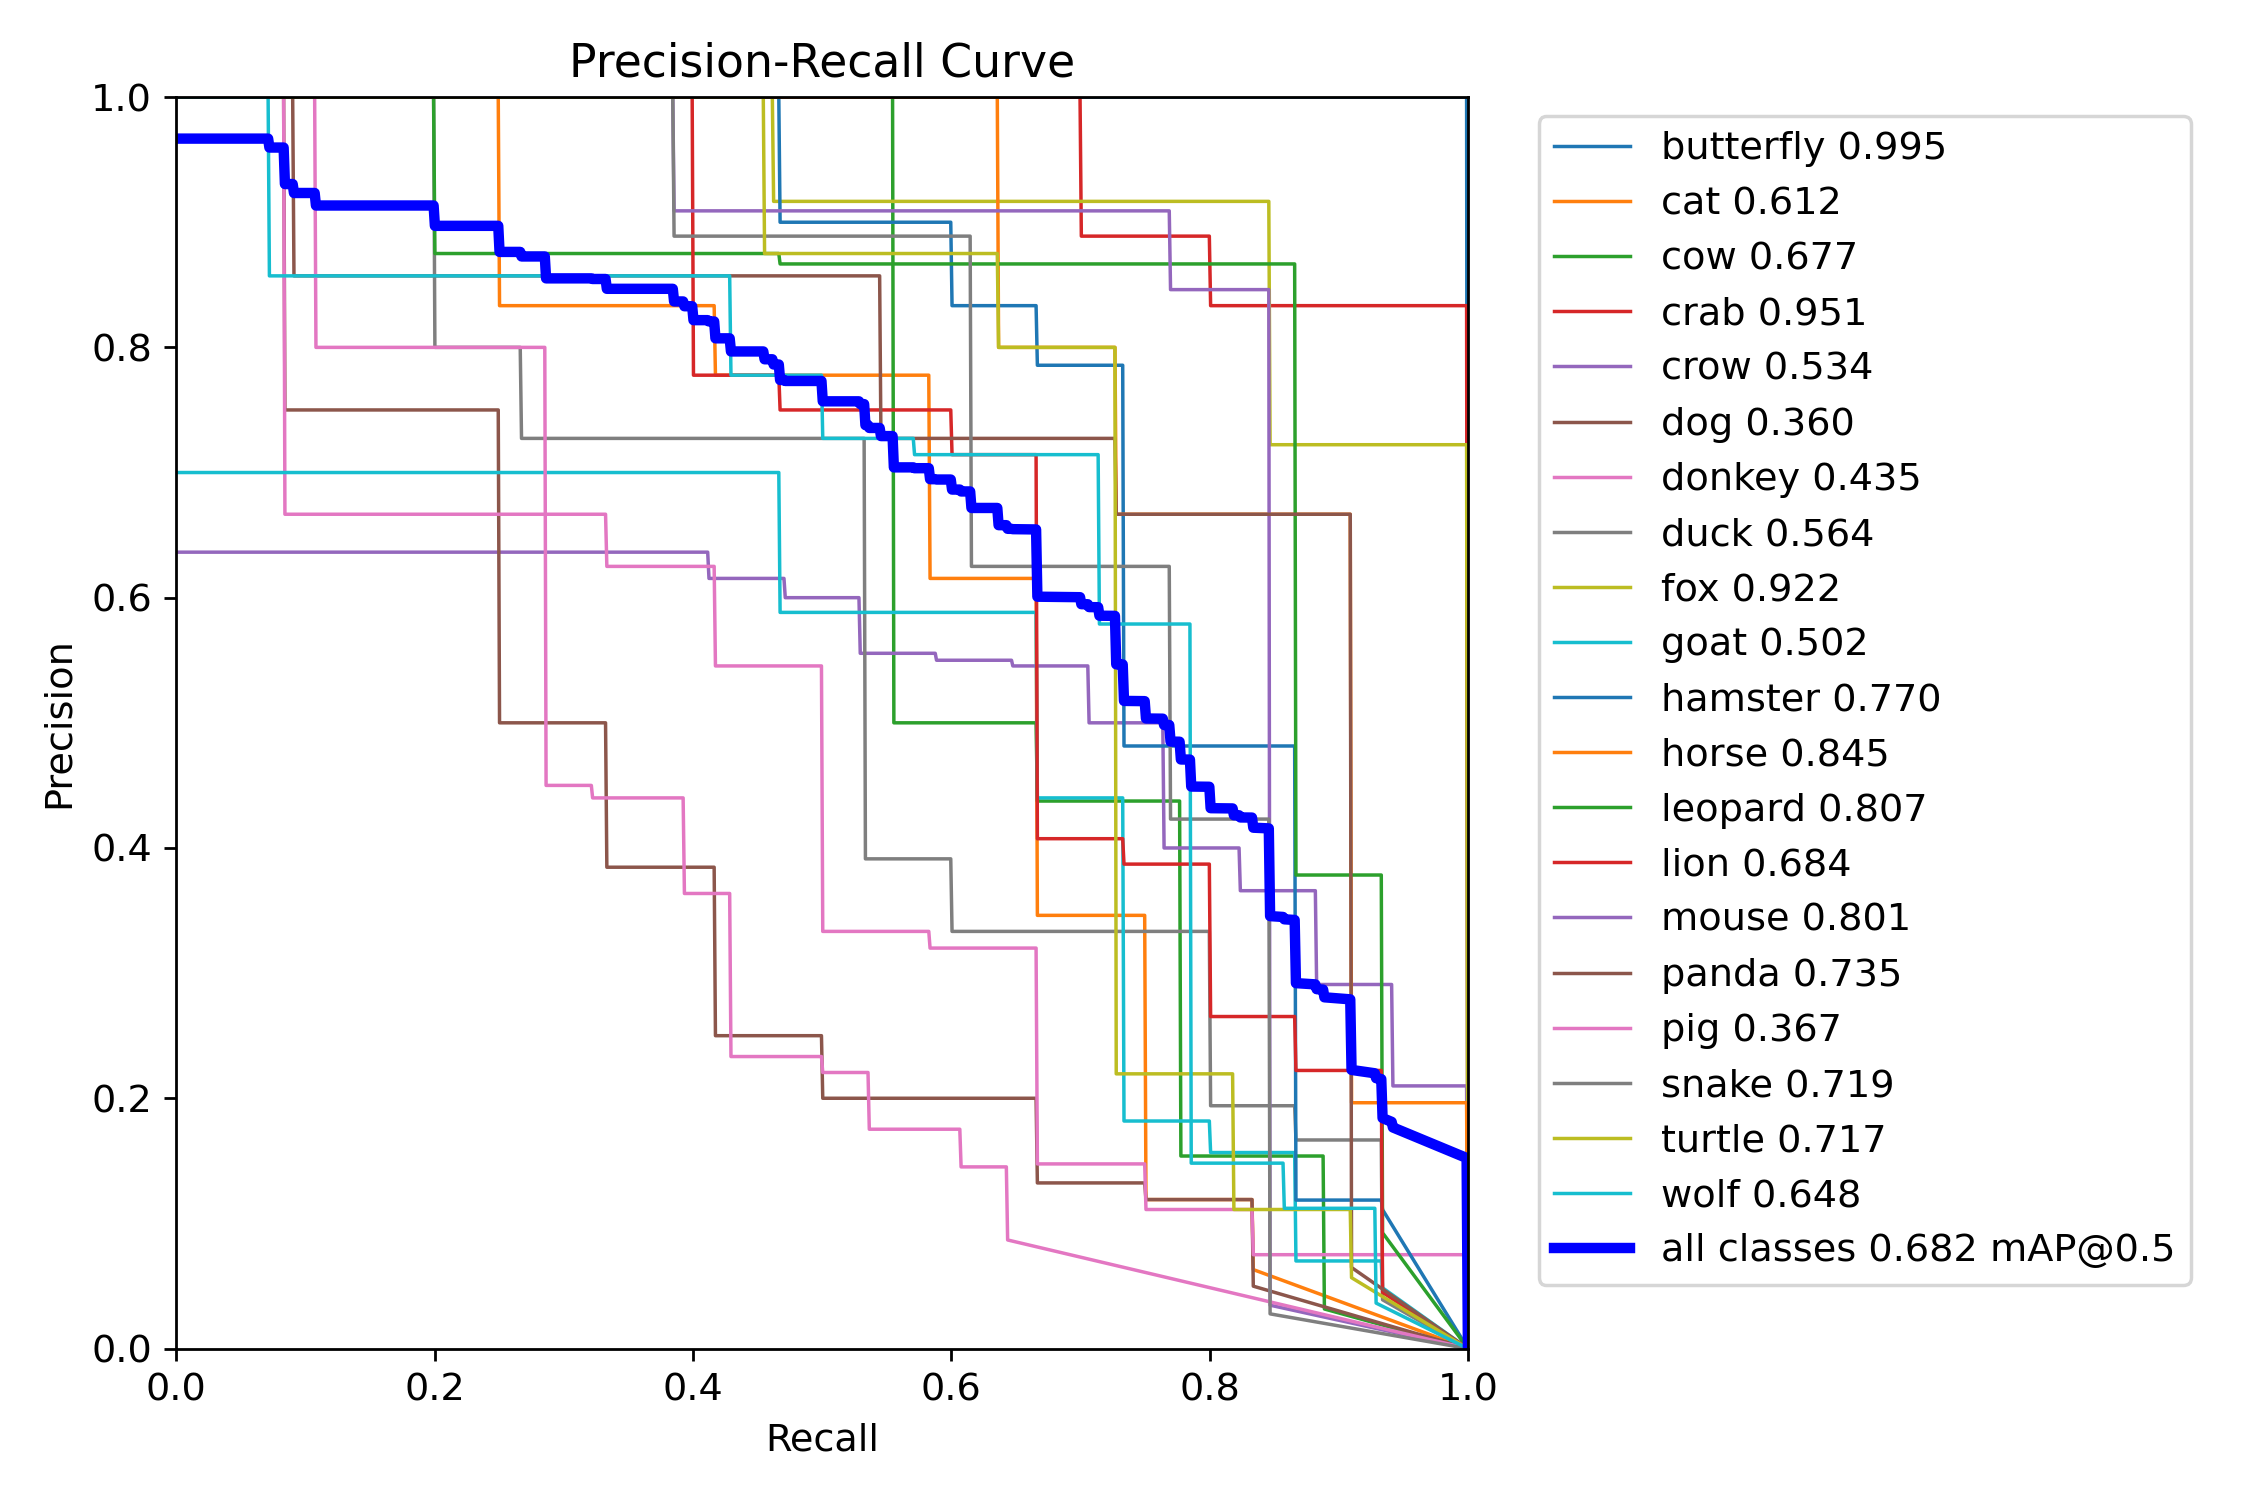 Precision-Recall Curve
1.0
0.8
0.6
0.4
0.2
0.0
Precision
0.0 0.2 0.4 0.6 0.8 1.0
Recall
butterfly 0.995
cat 0.612
cow 0.677
crab 0.951
crow 0.534
dog 0.360
donkey 0.435
duck 0.564
fox 0.922
goat 0.502
hamster 0.770
horse 0.845
leopard 0.807
lion 0.684
mouse 0.801
panda 0.735
pig 0.367
snake 0.719
turtle 0.717
wolf 0.648
all classes 0.682 mAP@0.5